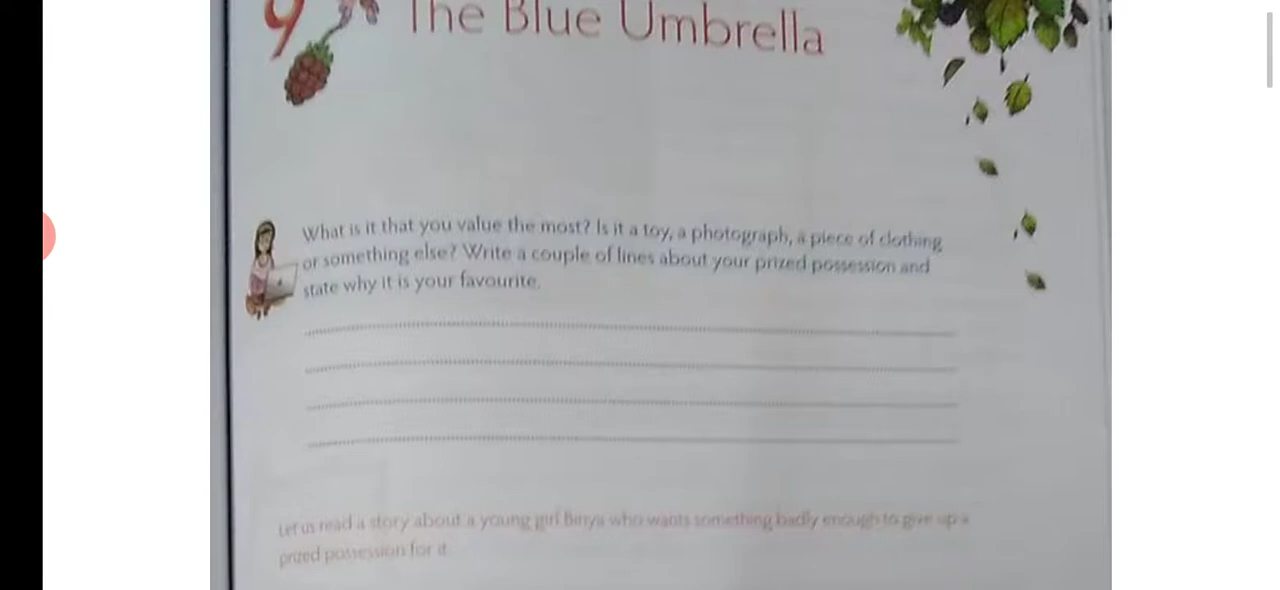 9 The Blue Umbrella
What is it that you value the most? Is it a toy, a photograph, a piece of clothing
or something else? Write a couple of lines about your prized possession and
state why it is your favourite.
Let us read a story about a young girl Binya who wants something badly enough to give up a
prized possession for it